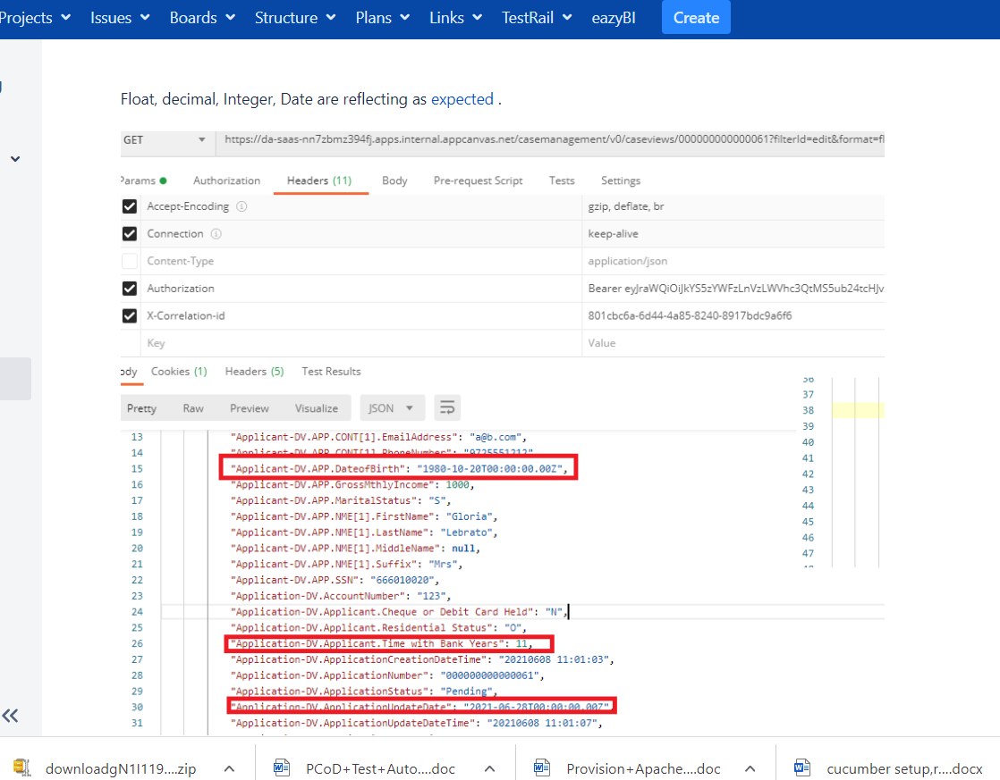 Projects Issues Boards Structure Plans Links TestRail eazyBI Create
Float, decimal, Integer, Date are reflecting as expected .
GET https://da-saas-nn7zbmz394fj.apps.internal.appcanvas.net/casemanagement/v0/caseviews/000000000000061?filterId=edit&format=fl
Params Authorization Headers (11) Body Pre-request Script Tests Settings
Accept-Encoding gzip, deflate, br
Connection keep-alive
Content-Type application/json
Authorization Bearer eyJraWQiOiJkYS5zYWFzLnVzLWVhc3QtMS5ub24tcHJv
X-Correlation-id 801cbc6a-6d44-4a85-8240-8917bdc9a6f6
Key Value
ody Cookies (1) Headers (5) Test Results
Pretty Raw Preview Visualize JSON
13 "Applicant-DV.APP.CONT[1].EmailAddress": "a@b.com",
14 "Applicant-DV.APP.CONT[1].PhoneNumber": "9725551212",
15 "Applicant-DV.APP.DateofBirth": "1980-10-20T00:00:00.00Z",
16 "Applicant-DV.APP.GrossMthlyIncome": 1000,
17 "Applicant-DV.APP.MaritalStatus": "S",
18 "Applicant-DV.APP.NME[1].FirstName": "Gloria",
19 "Applicant-DV.APP.NME[1].LastName": "Lebrato",
20 "Applicant-DV.APP.NME[1].MiddleName": null,
21 "Applicant-DV.APP.NME[1].Suffix": "Mrs",
22 "Applicant-DV.APP.SSN": "666010020",
23 "Application-DV.AccountNumber": "123",
24 "Application-DV.Applicant.Cheque or Debit Card Held": "N",
25 "Application-DV.Applicant.Residential Status": "O",
26 "Application-DV.Applicant.Time with Bank Years": 11,
27 "Application-DV.ApplicationCreationDateTime": "20210608 11:01:03",
28 "Application-DV.ApplicationNumber": "000000000000061",
29 "Application-DV.ApplicationStatus": "Pending",
30 "Application-DV.ApplicationUpdateDate": "2021-06-28T00:00:00.00Z",
31 "Application-DV.ApplicationUpdateDateTime": "20210608 11:01:07",
36
37
38
39
40
41
42
43
44
45
46
47
downloadgN1I119....zip PCoD+Test+Auto....doc Provision+Apache....doc cucumber setup,r....docx